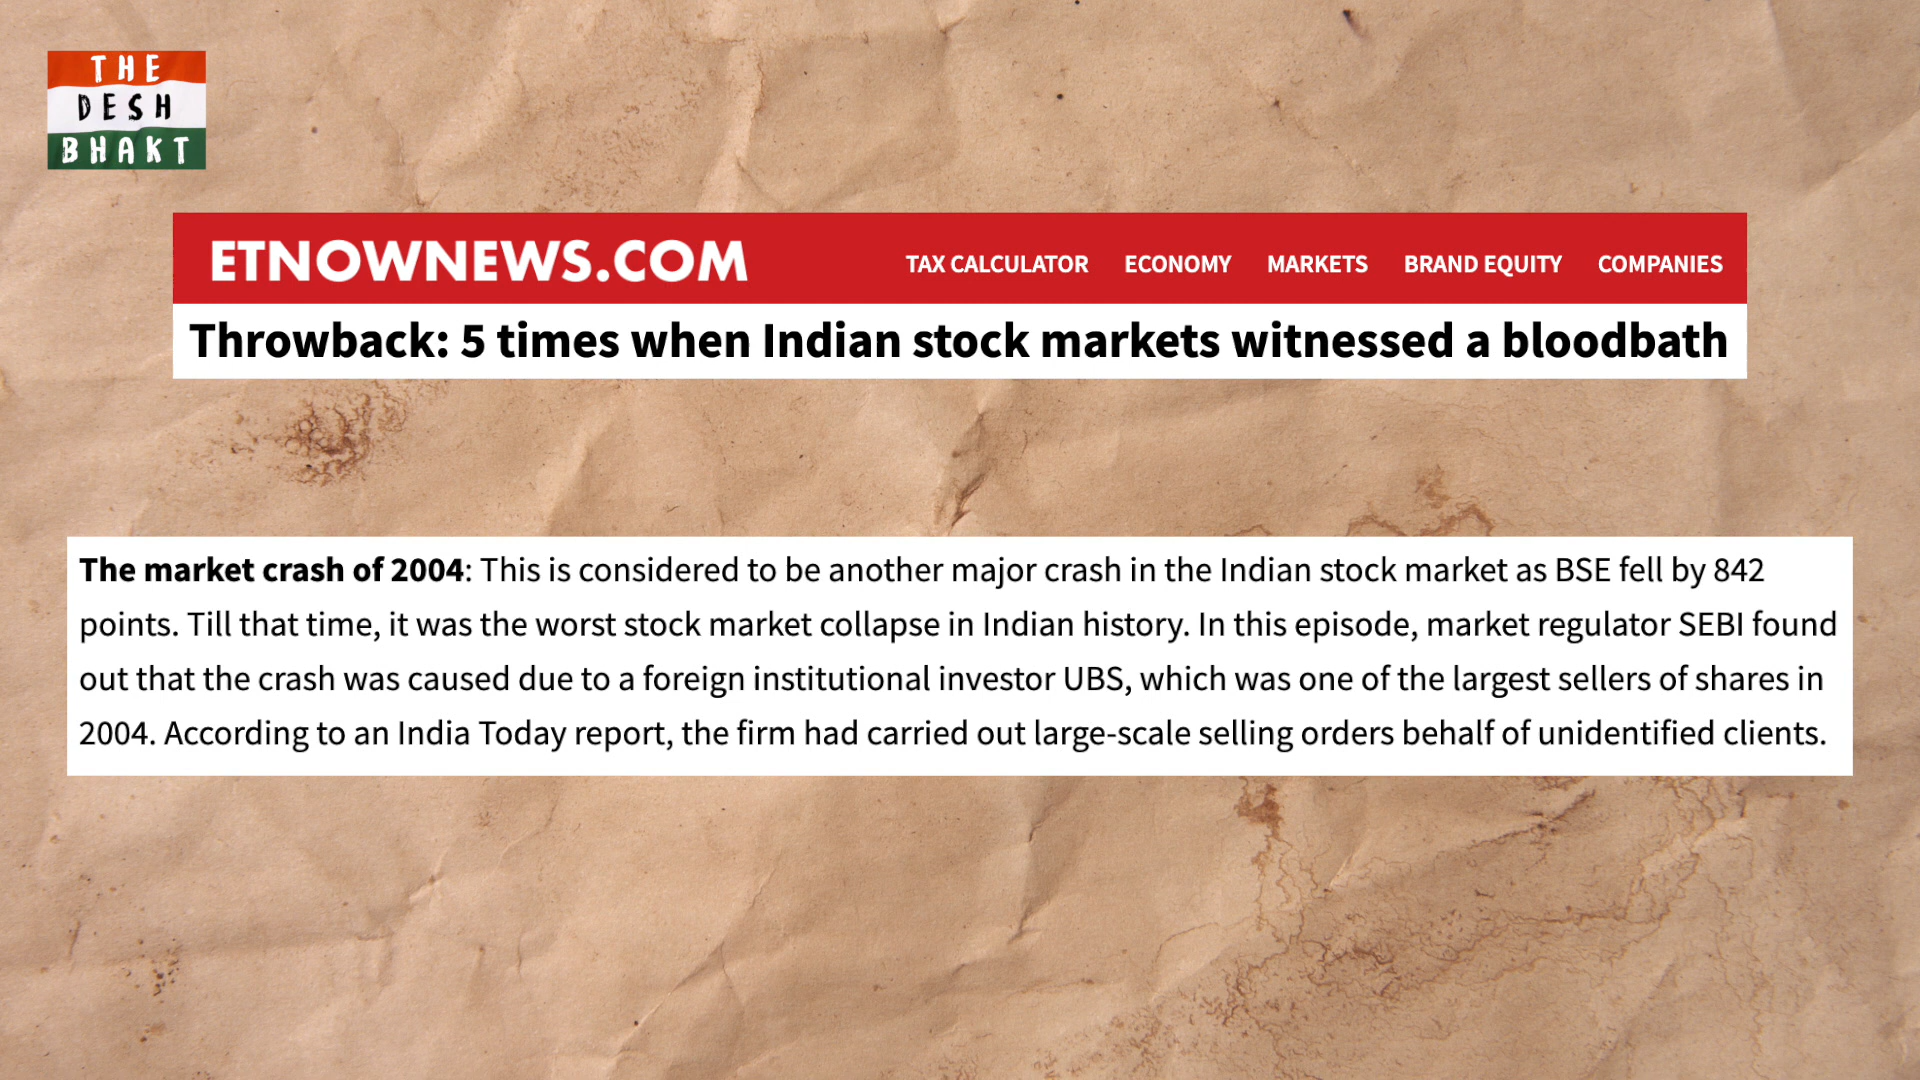 THE
DESH
BHAKT
ETNOWNEWS.COM TAX CALCULATOR ECONOMY MARKETS BRAND EQUITY COMPANIES
Throwback: 5 times when Indian stock markets witnessed a bloodbath
The market crash of 2004: This is considered to be another major crash in the Indian stock market as BSE fell by 842
points. Till that time, it was the worst stock market collapse in Indian history. In this episode, market regulator SEBI found
out that the crash was caused due to a foreign institutional investor UBS, which was one of the largest sellers of shares in
2004. According to an India Today report, the firm had carried out large-scale selling orders behalf of unidentified clients.